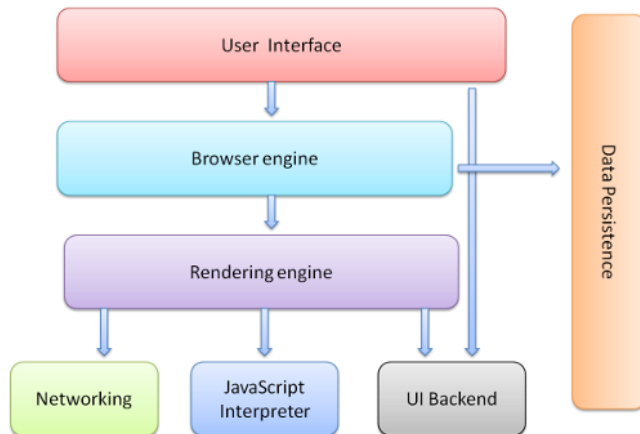 User Interface
Browser engine
Data Persistence
Rendering engine
Networking
JavaScript
Interpreter
UI Backend